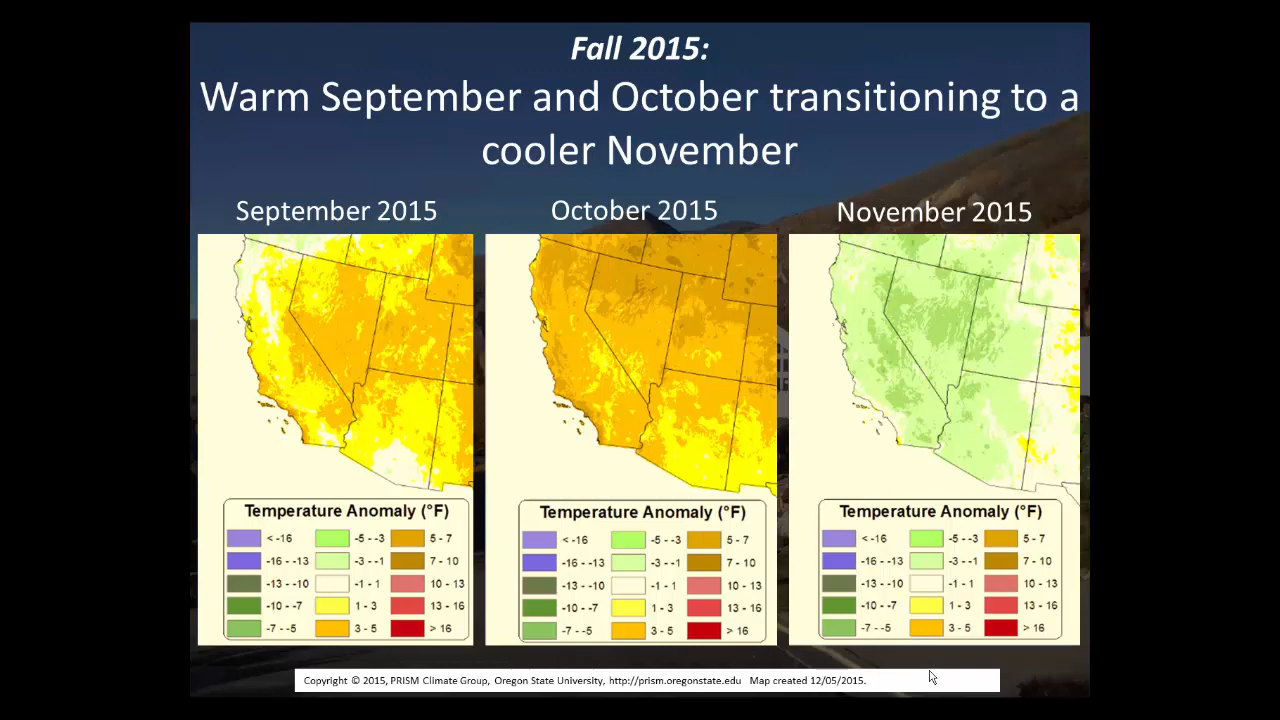 Fall 2015:
Warm September and October transitioning to a
cooler November
September 2015
October 2015
November 2015
Temperature Anomaly (°F)
< -16
-5 - -3
5 - 7
-16 - -13
-3 - -1
7 - 10
-13 - -10
-1 - 1
10 - 13
-10 - -7
1 - 3
13 - 16
-7 - -5
3 - 5
> 16
Temperature Anomaly (°F)
< -16
-5 - -3
5 - 7
-16 - -13
-3 - -1
7 - 10
-13 - -10
-1 - 1
10 - 13
-10 - -7
1 - 3
13 - 16
-7 - -5
3 - 5
> 16
Temperature Anomaly (°F)
< -16
-5 - -3
5 - 7
-16 - -13
-3 - -1
7 - 10
-13 - -10
-1 - 1
10 - 13
-10 - -7
1 - 3
13 - 16
-7 - -5
3 - 5
> 16
Copyright © 2015, PRISM Climate Group, Oregon State University, http://prism.oregonstate.edu Map created 12/05/2015.